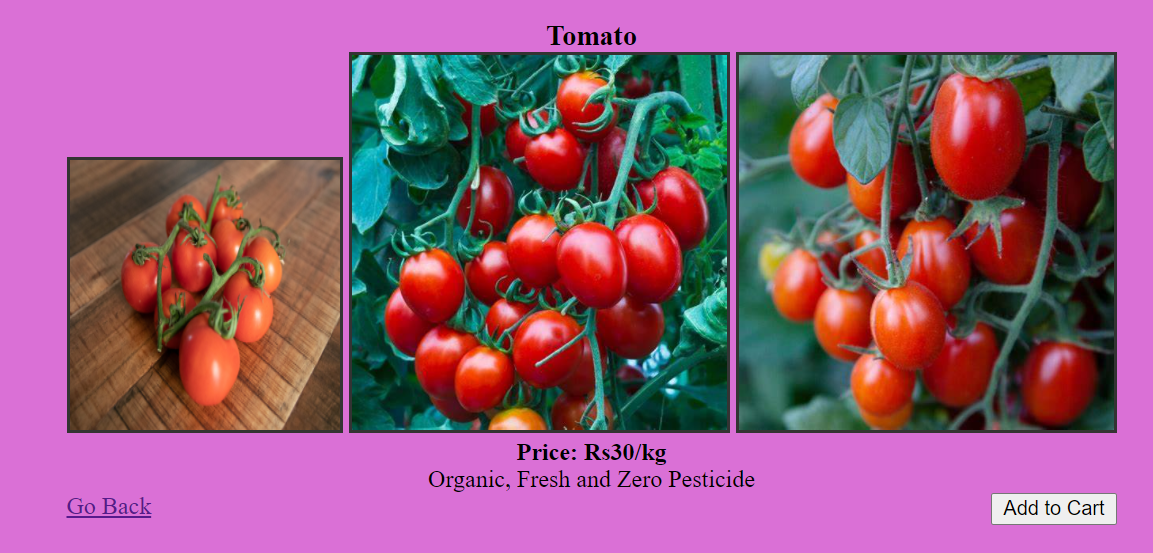 Tomato
Price: Rs30/kg
Organic, Fresh and Zero Pesticide
Go Back
Add to Cart